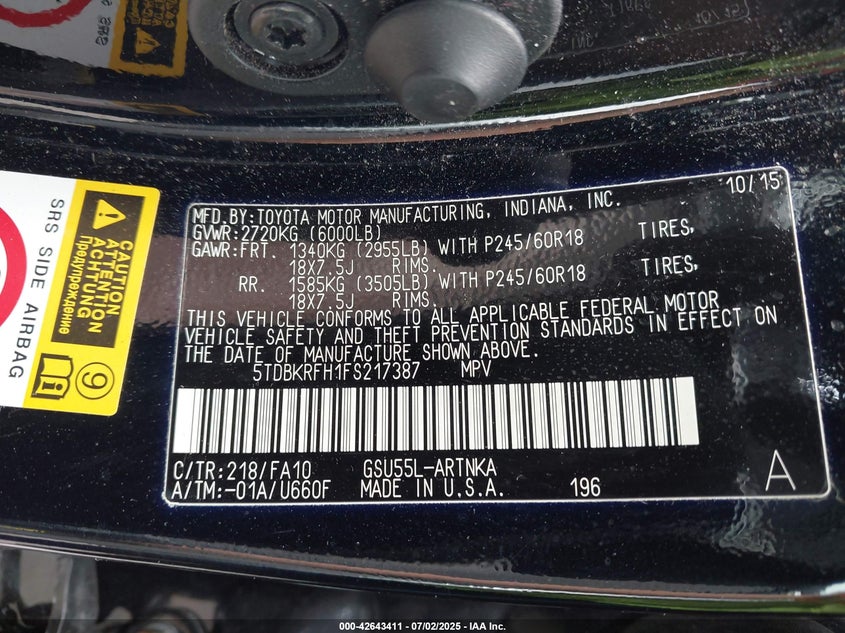 10/15
MFD.BY:TOYOTA MOTOR MANUFACTURING, INDIANA, INC.
GVWR:2720KG (6000LB)
GAWR:FRT. 1340KG (2955LB) WITH P245/60R18 TIRES,
18X7.5J RIMS.
RR. 1585KG (3505LB) WITH P245/60R18 TIRES,
18X7.5J RIMS.
THIS VEHICLE CONFORMS TO ALL APPLICABLE FEDERAL MOTOR
VEHICLE SAFETY AND THEFT PREVENTION STANDARDS IN EFFECT ON
THE DATE OF MANUFACTURE SHOWN ABOVE.
5TDBKRFH1FS217387 MPV
C/TR:218/FA10 GSU55L-ARTNKA
A/TM:-01A/U660F MADE IN U.S.A. 196
A
SRS SIDE AIRBAG
CAUTION
ATTENTION
ACHTUNG
Предупреждение
9
000-42643411 - 07/02/2025 - IAA Inc.